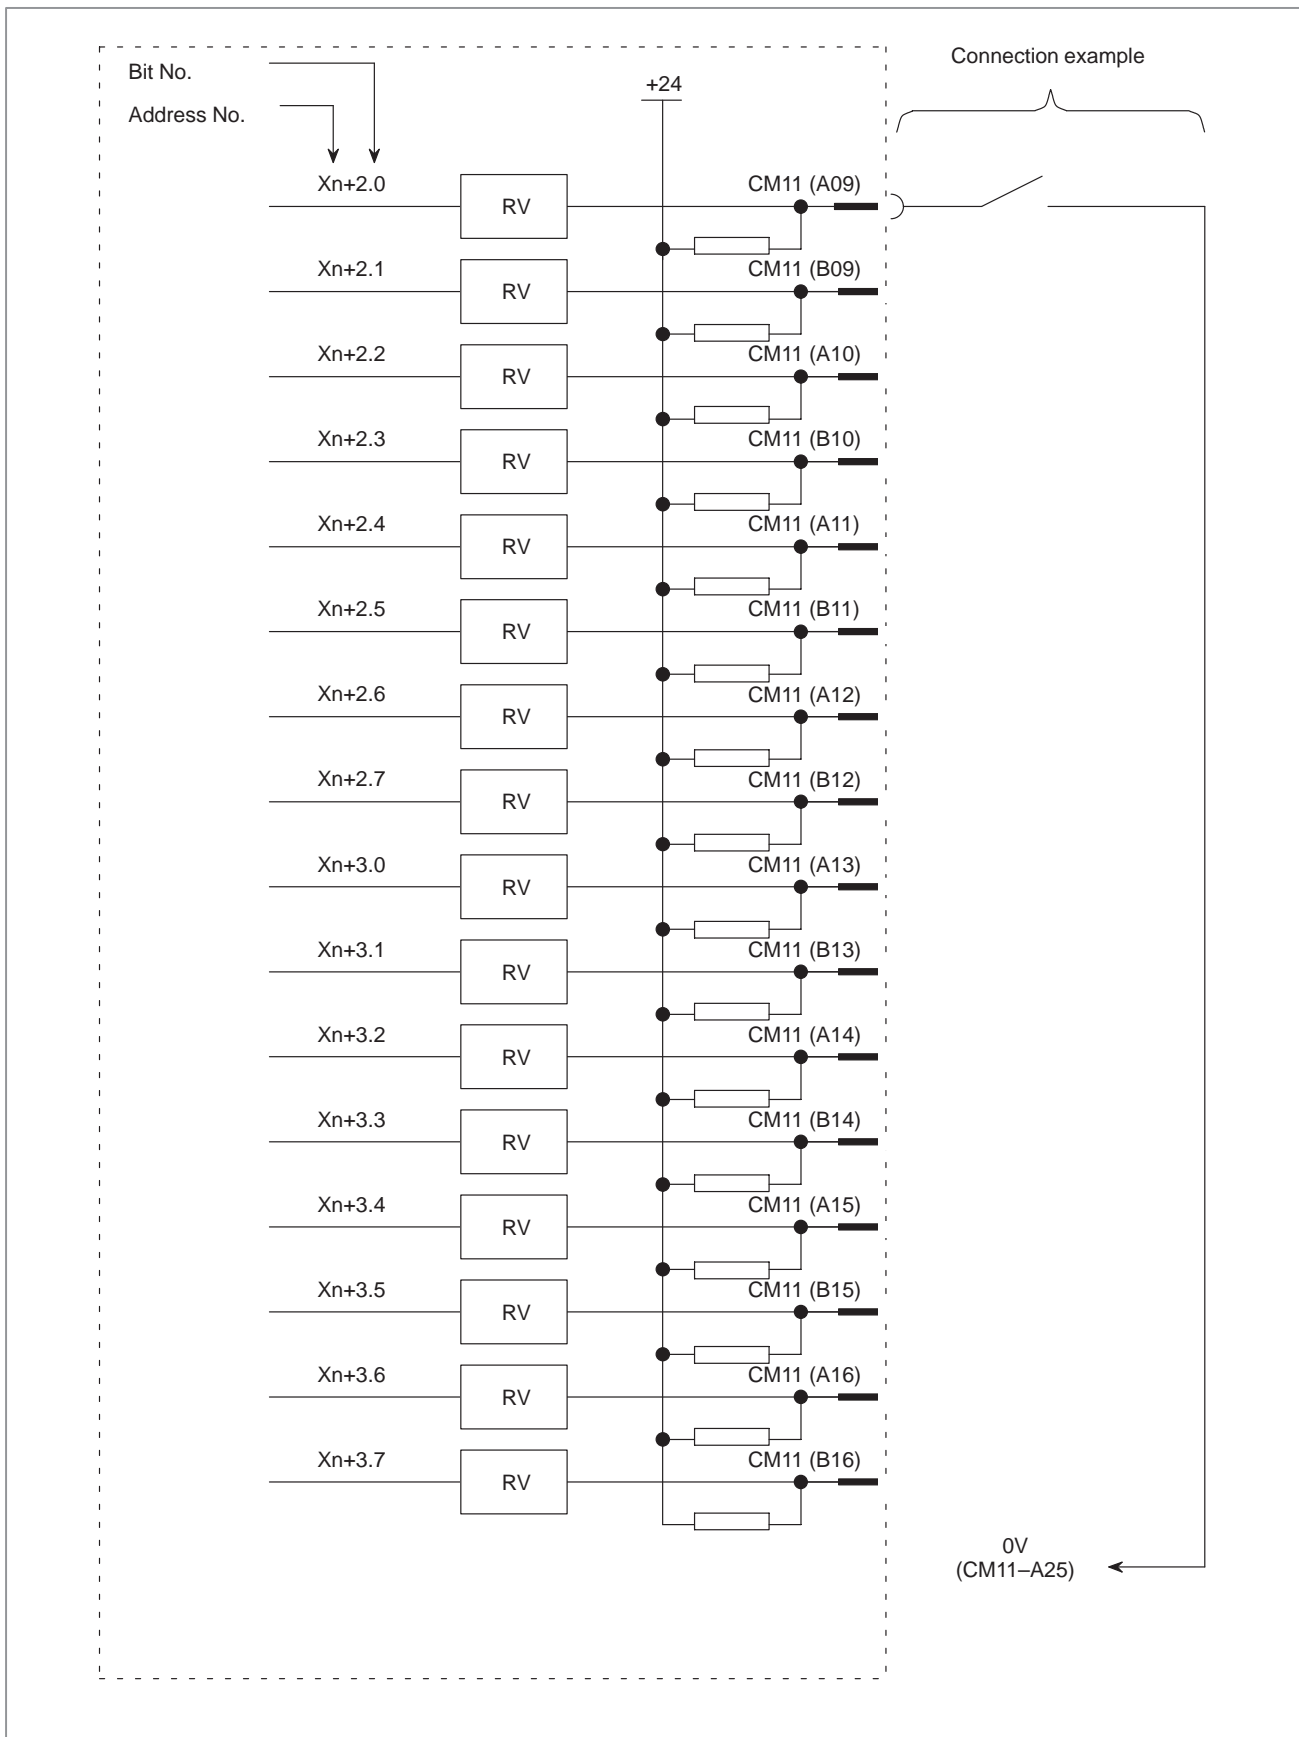 Connection example
Bit No.
+24
Address No.
Xn+2.0 RV CM11 (A09)
Xn+2.1 RV CM11 (B09)
Xn+2.2 RV CM11 (A10)
Xn+2.3 RV CM11 (B10)
Xn+2.4 RV CM11 (A11)
Xn+2.5 RV CM11 (B11)
Xn+2.6 RV CM11 (A12)
Xn+2.7 RV CM11 (B12)
Xn+3.0 RV CM11 (A13)
Xn+3.1 RV CM11 (B13)
Xn+3.2 RV CM11 (A14)
Xn+3.3 RV CM11 (B14)
Xn+3.4 RV CM11 (A15)
Xn+3.5 RV CM11 (B15)
Xn+3.6 RV CM11 (A16)
Xn+3.7 RV CM11 (B16)
0V
(CM11–A25)